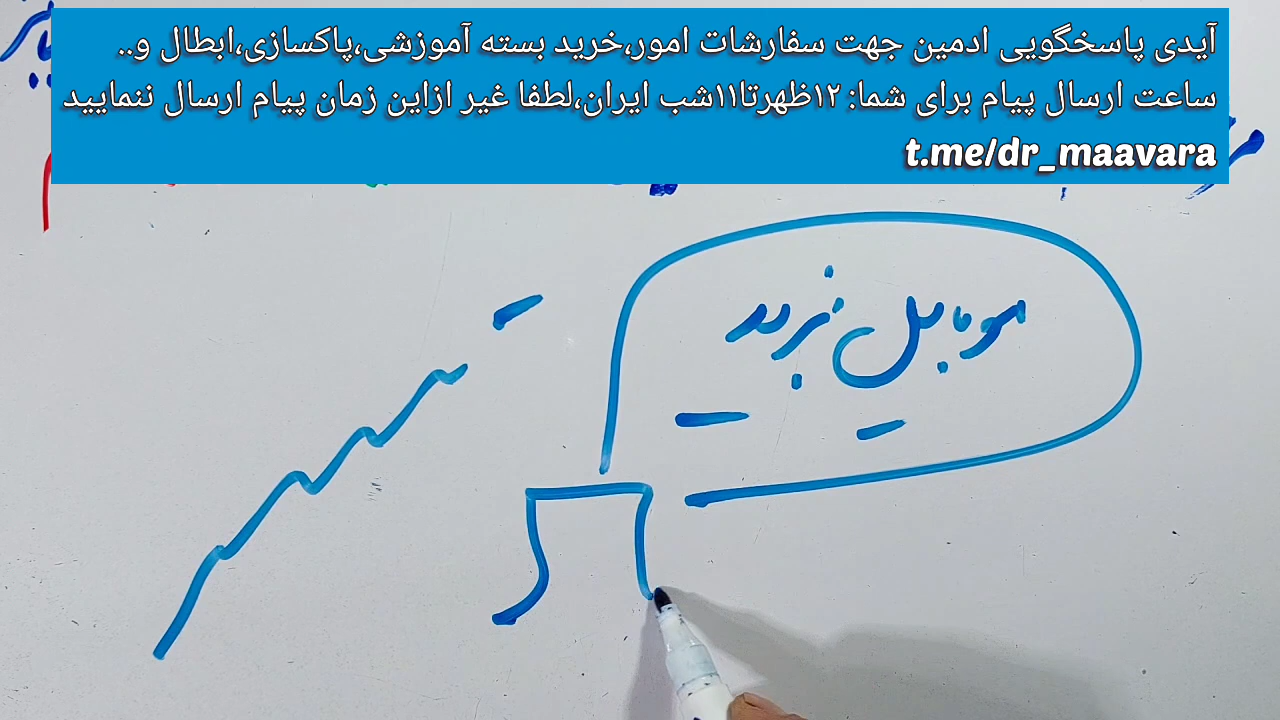 آیدی پاسخگویی ادمین جهت سفارشات امور،خرید بسته آموزشی،پاکسازی،ابطال و..
ساعت ارسال پیام برای شما: ۱۲ظهرتا۱۱شب ایران،لطفا غیر ازاین زمان پیام ارسال ننمایید
t.me/dr_maavara
موبایل نبرید